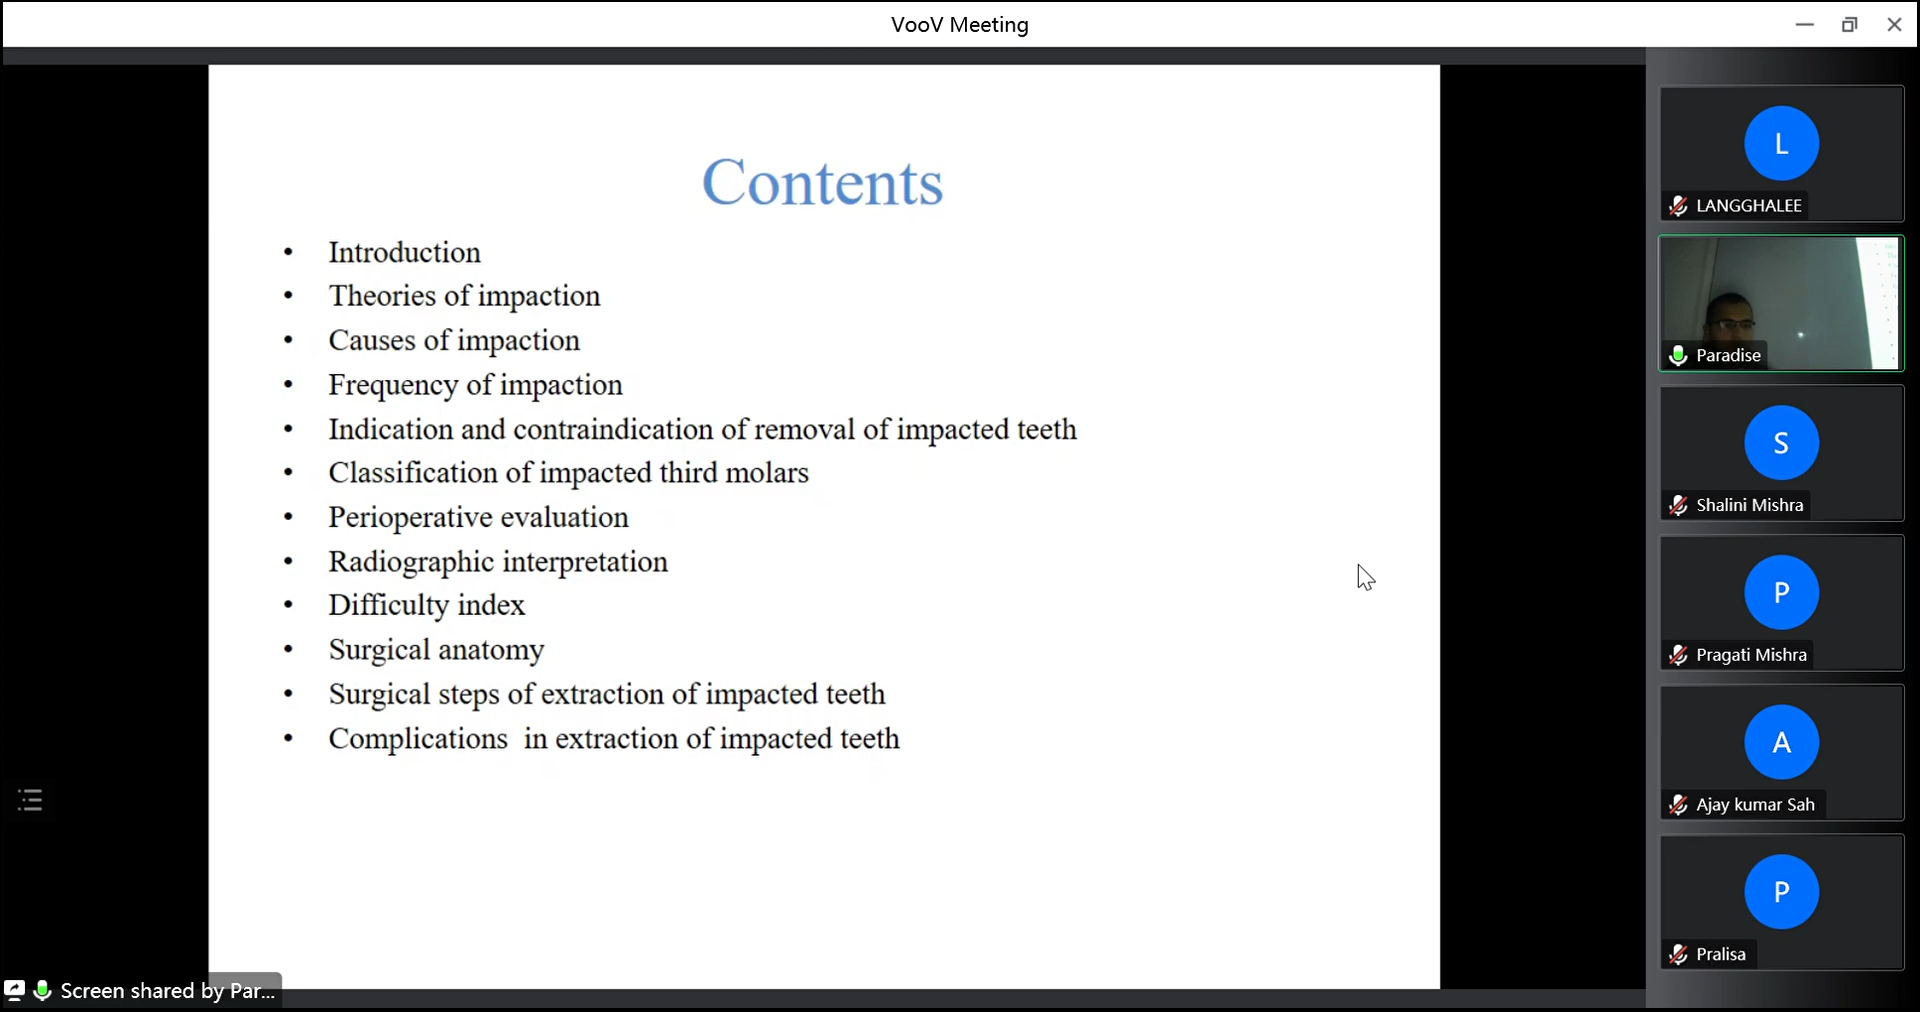 VooV Meeting
Contents
• Introduction
• Theories of impaction
• Causes of impaction
• Frequency of impaction
• Indication and contraindication of removal of impacted teeth
• Classification of impacted third molars
• Perioperative evaluation
• Radiographic interpretation
• Difficulty index
• Surgical anatomy
• Surgical steps of extraction of impacted teeth
• Complications  in extraction of impacted teeth
Screen shared by Par...
L
LANGGHALEE
Paradise
S
Shalini Mishra
P
Pragati Mishra
A
Ajay kumar Sah
P
Pralisa